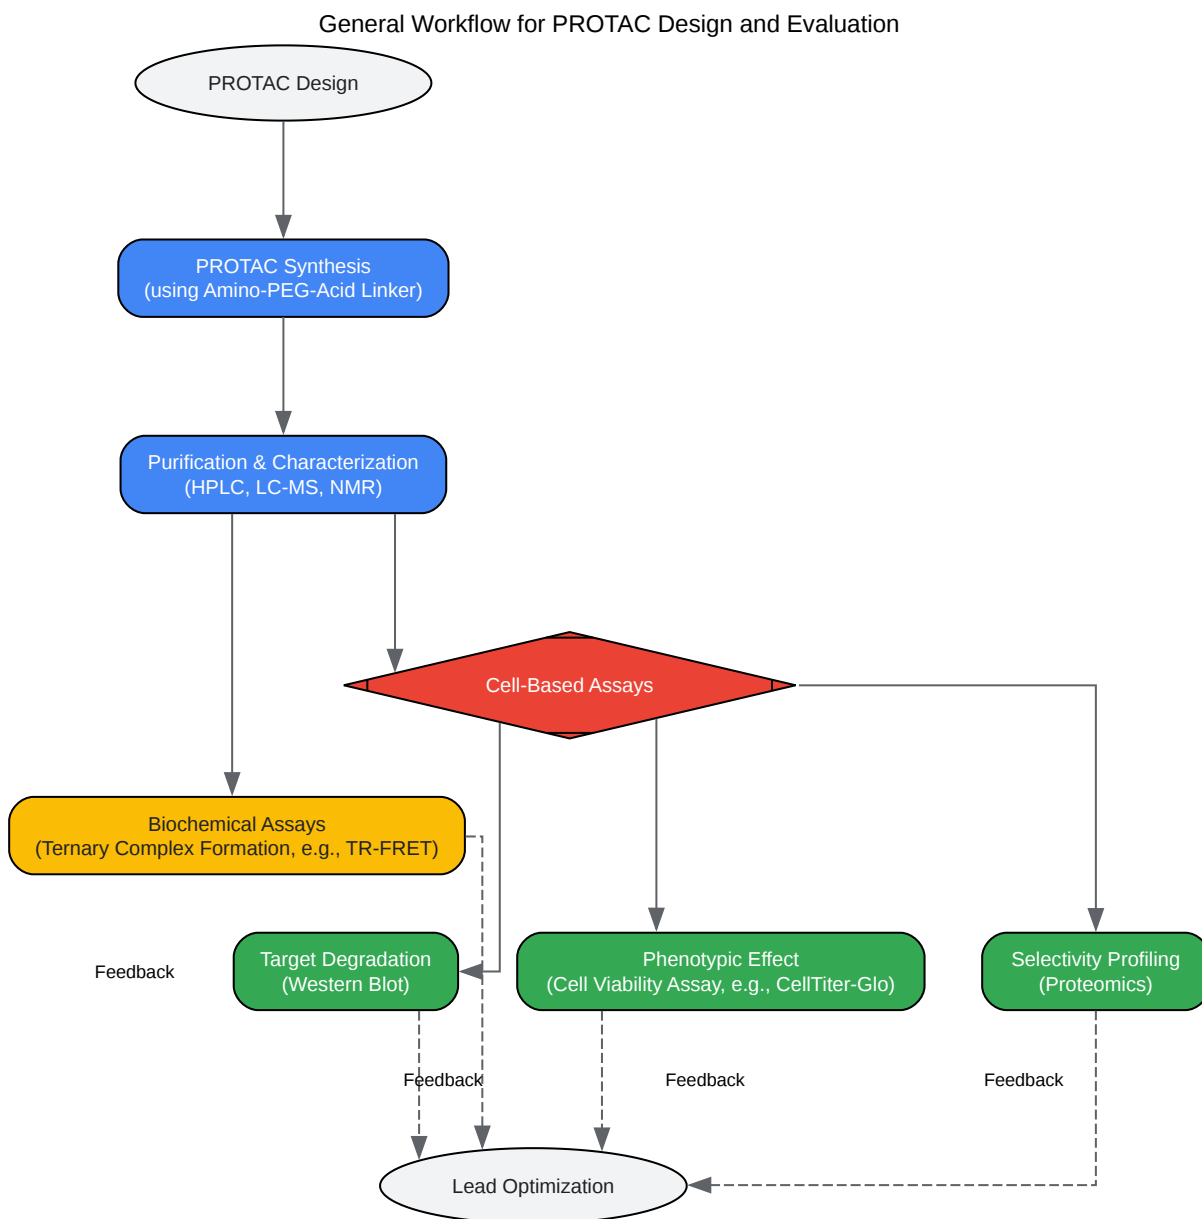 General Workflow for PROTAC Design and Evaluation
PROTAC Design
PROTAC Synthesis
(using Amino-PEG-Acid Linker)
Purification & Characterization
(HPLC, LC-MS, NMR)
Cell-Based Assays
Biochemical Assays
(Ternary Complex Formation, e.g., TR-FRET)
Feedback
Target Degradation
(Western Blot)
Phenotypic Effect
(Cell Viability Assay, e.g., CellTiter-Glo)
Selectivity Profiling
(Proteomics)
Feedback
Feedback
Feedback
Lead Optimization